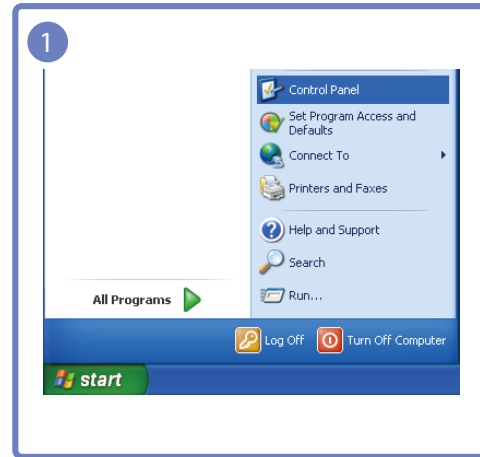 1
Control Panel
Set Program Access and
Defaults
Connect To
Printers and Faxes
Help and Support
Search
Run...
All Programs
Log Off
Turn Off Computer
start